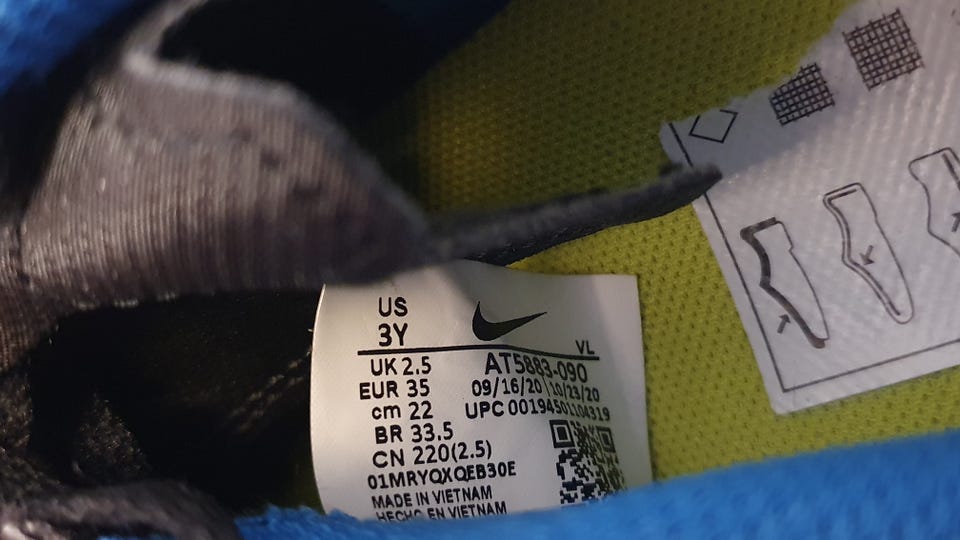 US
3Y
VL
UK 2.5 AT5883-090
EUR 35 09/16/20 10/23/20
cm 22 UPC 00194501104319
BR 33.5
CN 220(2.5)
01MRYQXQEB30E
MADE IN VIETNAM
HECHO EN VIETNAM